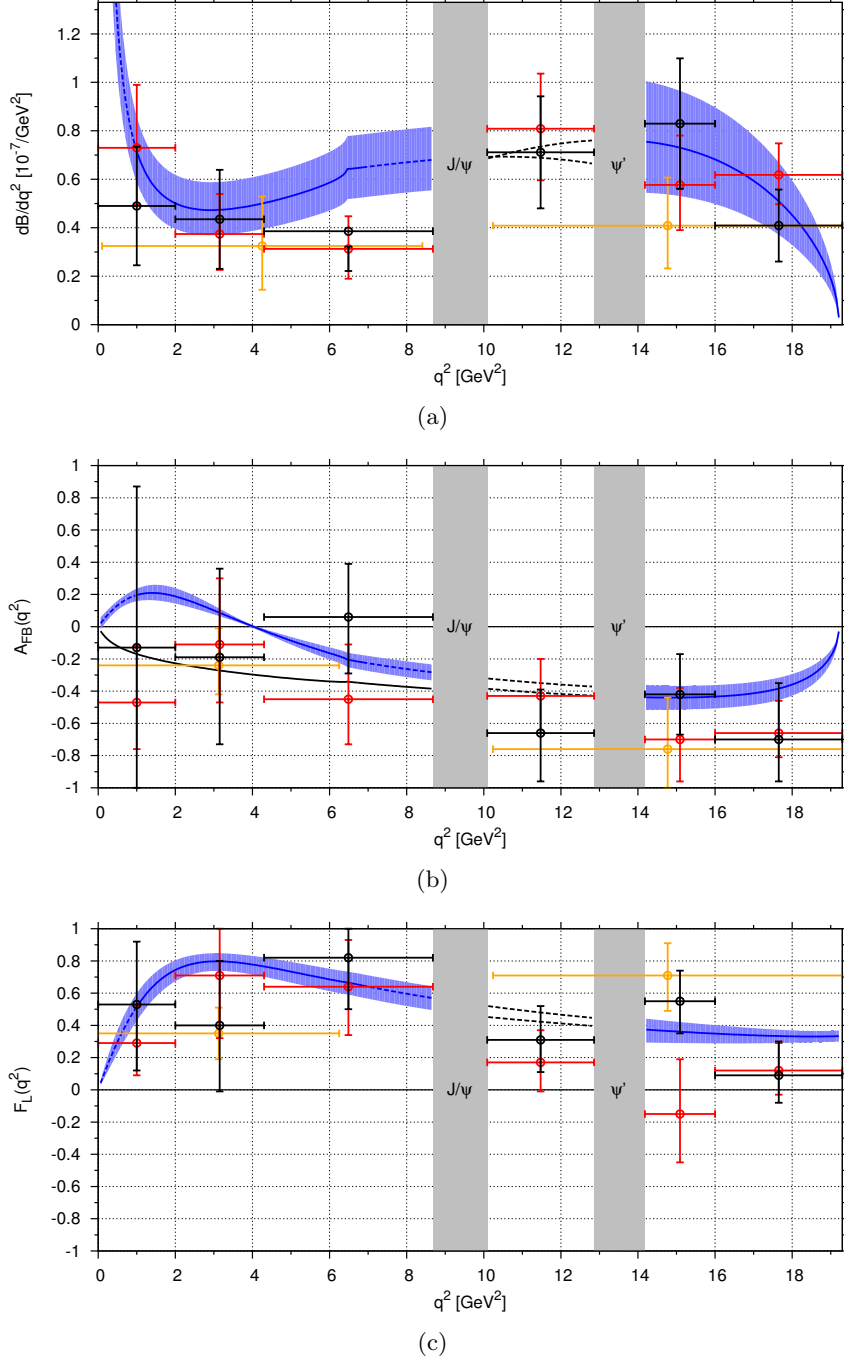 dB/dq² [10⁻⁷/GeV²]
1.2
1
0.8
0.6
0.4
0.2
0
J/ψ
ψ'
0 2 4 6 8 10 12 14 16 18
q² [GeV²]
(a)
A_FB(q²)
1
0.8
0.6
0.4
0.2
0
-0.2
-0.4
-0.6
-0.8
-1
J/ψ
ψ'
0 2 4 6 8 10 12 14 16 18
q² [GeV²]
(b)
F_L(q²)
1
0.8
0.6
0.4
0.2
0
-0.2
-0.4
-0.6
-0.8
-1
J/ψ
ψ'
0 2 4 6 8 10 12 14 16 18
q² [GeV²]
(c)